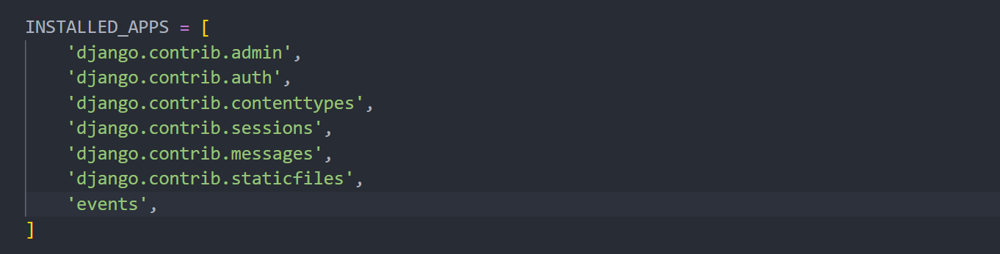 INSTALLED_APPS = [
    'django.contrib.admin',
    'django.contrib.auth',
    'django.contrib.contenttypes',
    'django.contrib.sessions',
    'django.contrib.messages',
    'django.contrib.staticfiles',
    'events',
]